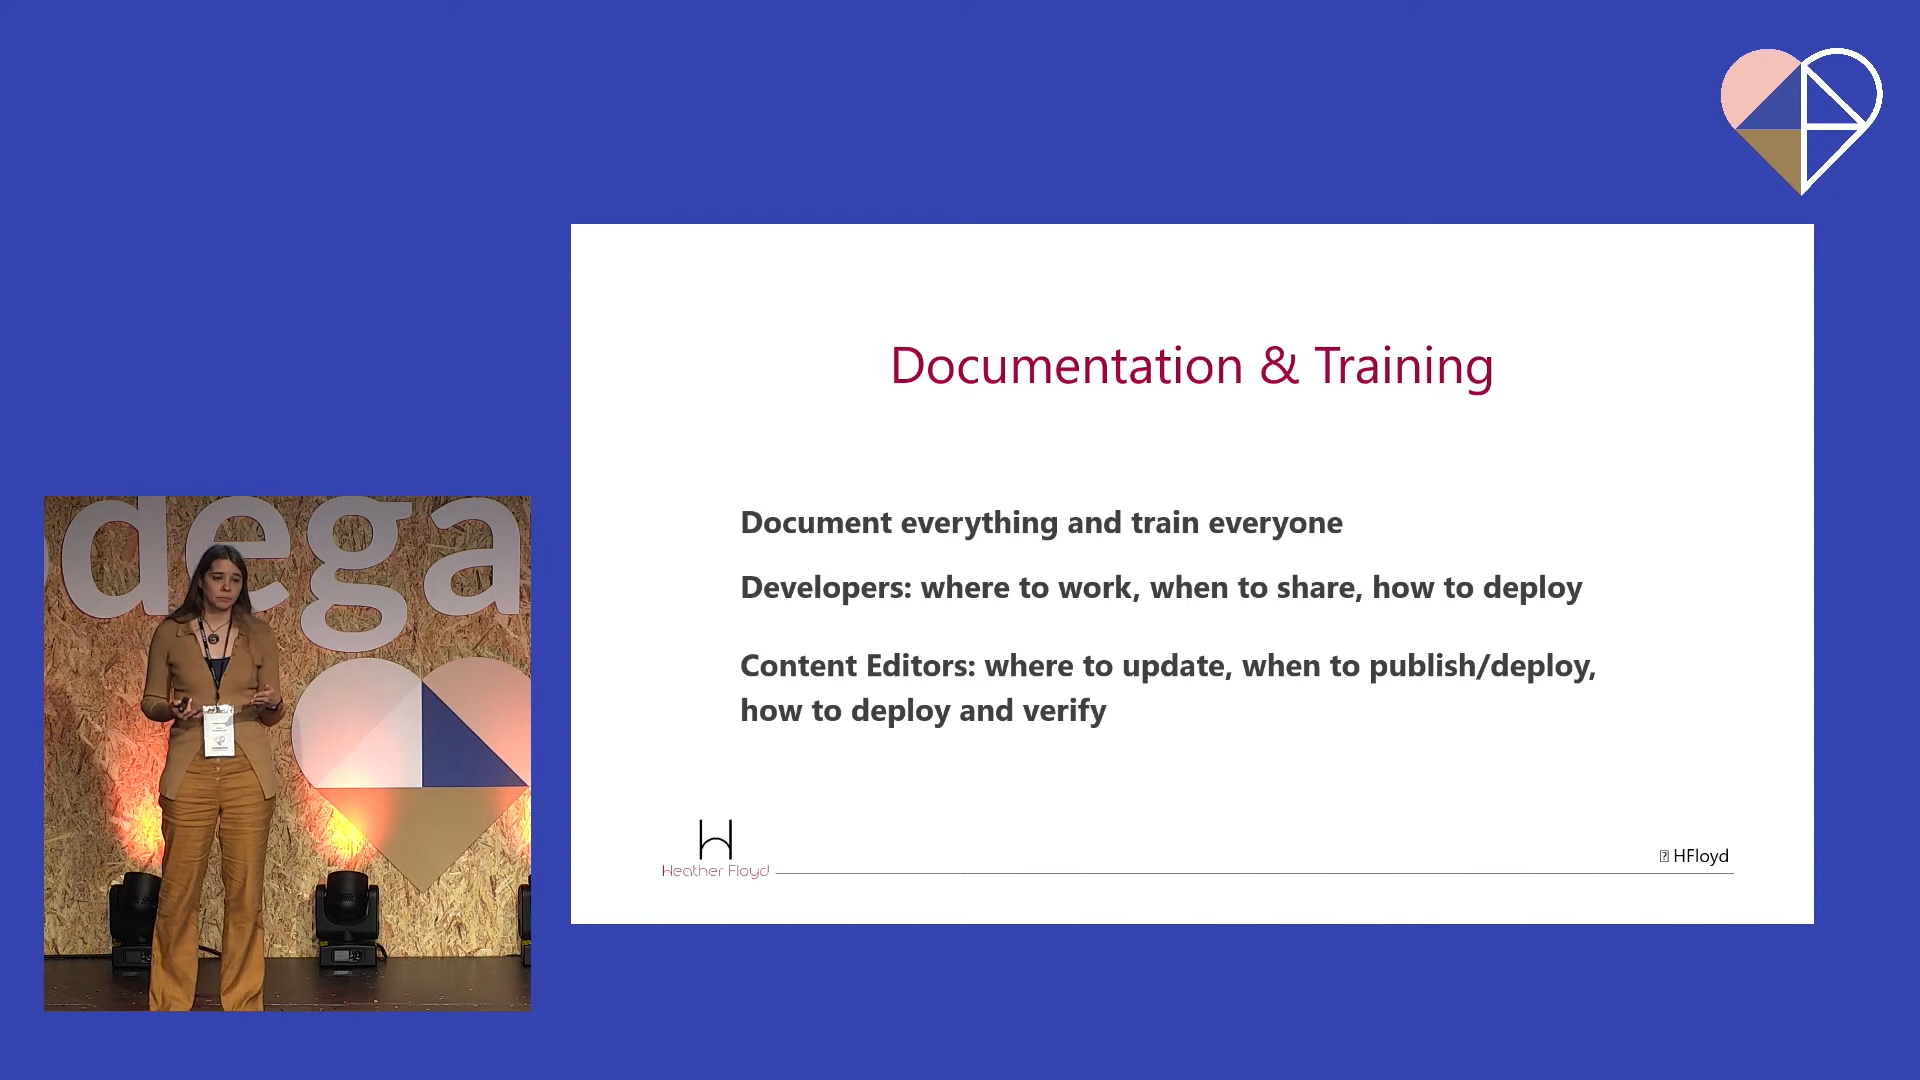 Documentation & Training
Document everything and train everyone
Developers: where to work, when to share, how to deploy
Content Editors: where to update, when to publish/deploy,
how to deploy and verify
H
Heather Floyd
HFloyd
dega